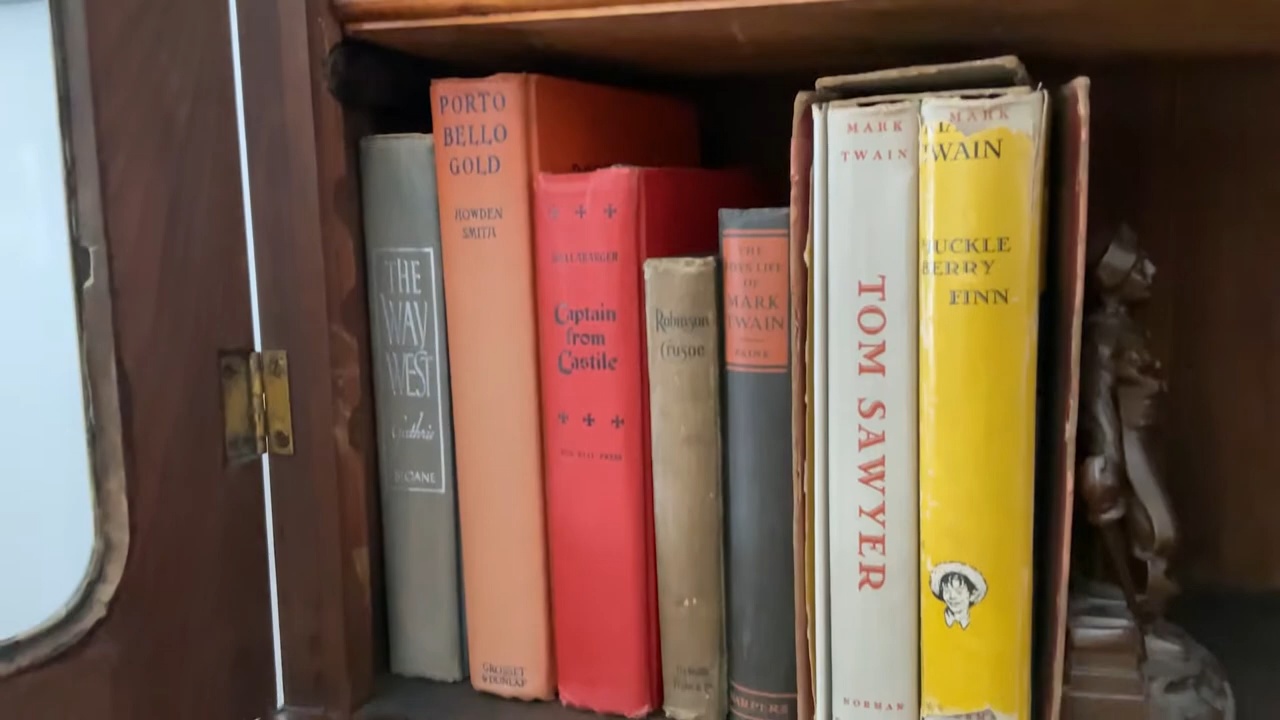 THE
WAY
WEST
Guthrie
SLOANE
PORTO
BELLO
GOLD
HOWDEN
SMITH
GROSSET
& DUNLAP
SHELLABARGER
Captain
from
Castile
Robinson
Crusoe
THE
BOYS LIFE
OF
MARK
TWAIN
PAINE
HARPERS
MARK
TWAIN
TOM SAWYER
NORMAN
MARK
WAIN
HUCKLE
BERRY
FINN